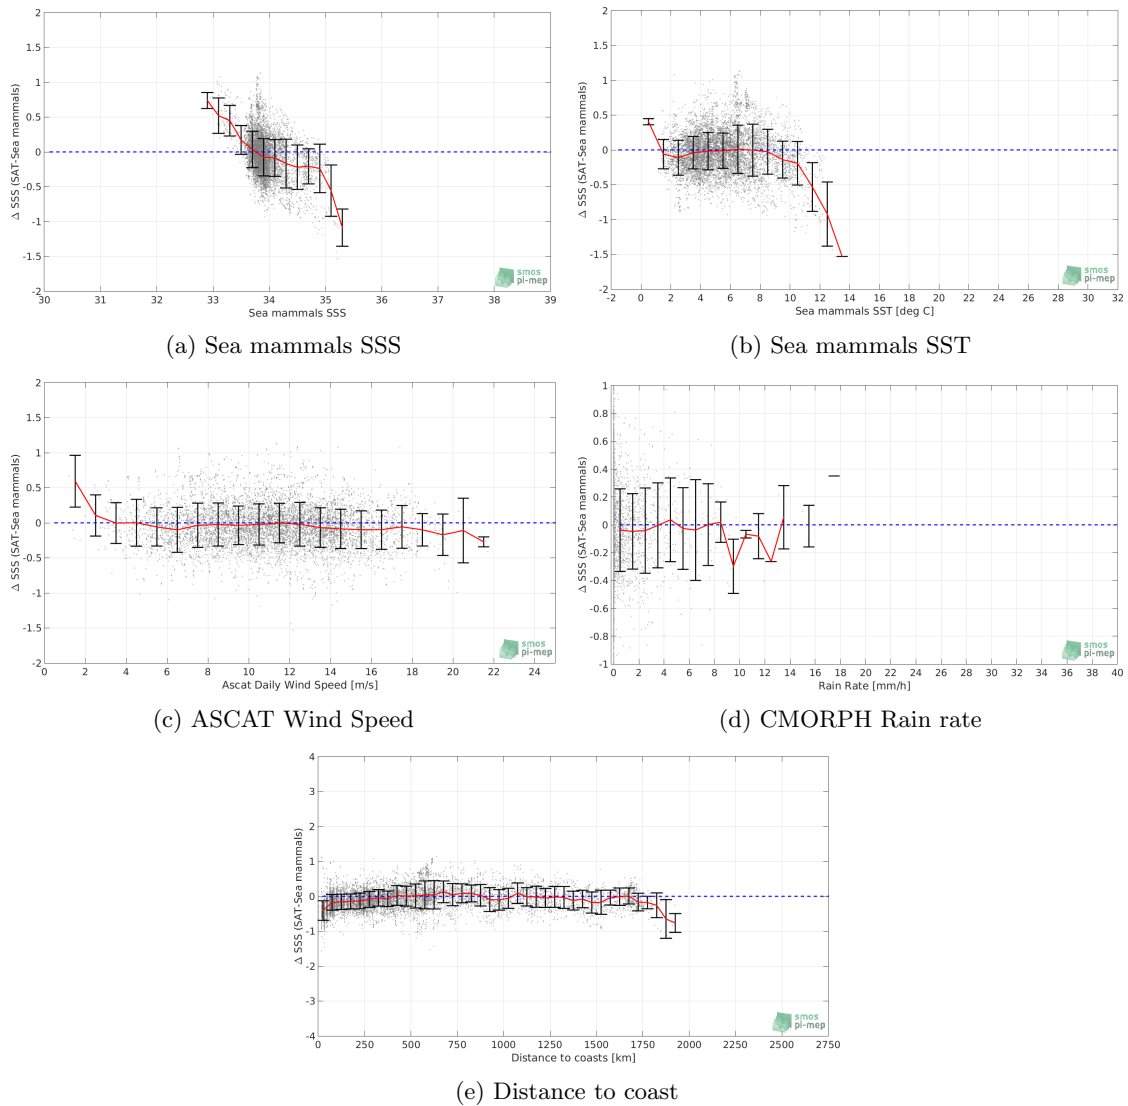 2
1.5
1
0.5
0
-0.5
-1
-1.5
-2
Δ SSS (SAT-Sea mammals)
30 31 32 33 34 35 36 37 38 39
Sea mammals SSS
smos
pi-mep
(a) Sea mammals SSS
2
1.5
1
0.5
0
-0.5
-1
-1.5
-2
Δ SSS (SAT-Sea mammals)
-2 0 2 4 6 8 10 12 14 16 18 20 22 24 26 28 30 32
Sea mammals SST [deg C]
smos
pi-mep
(b) Sea mammals SST
2
1.5
1
0.5
0
-0.5
-1
-1.5
-2
Δ SSS (SAT-Sea mammals)
0 2 4 6 8 10 12 14 16 18 20 22 24
Ascat Daily Wind Speed [m/s]
smos
pi-mep
(c) ASCAT Wind Speed
1
0.8
0.6
0.4
0.2
0
-0.2
-0.4
-0.6
-0.8
-1
Δ SSS (SAT-Sea mammals)
0 2 4 6 8 10 12 14 16 18 20 22 24 26 28 30 32 34 36 38 40
Rain Rate [mm/h]
smos
pi-mep
(d) CMORPH Rain rate
4
3
2
1
0
-1
-2
-3
-4
Δ SSS (SAT-Sea mammals)
0 250 500 750 1000 1250 1500 1750 2000 2250 2500 2750
Distance to coasts [km]
smos
pi-mep
(e) Distance to coast